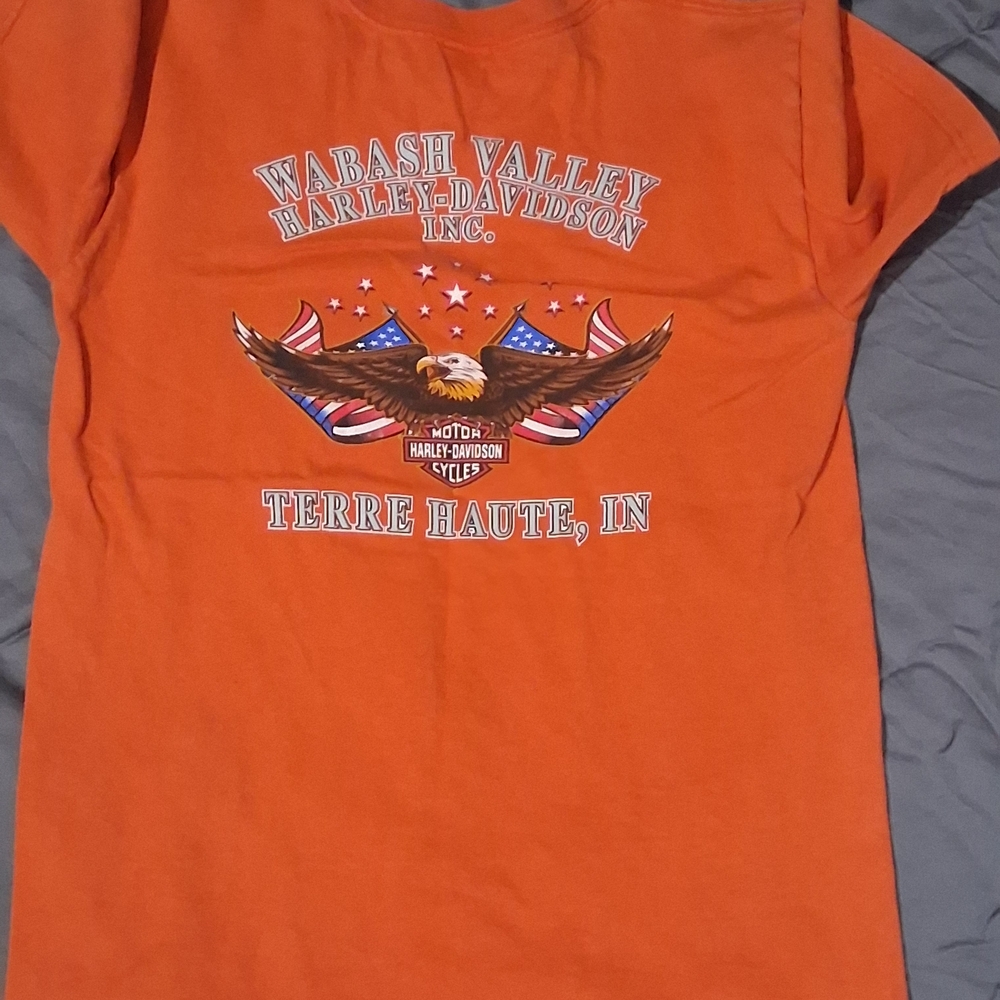 WABASH VALLEY
HARLEY-DAVIDSON
INC.
MOTOR
HARLEY-DAVIDSON
CYCLES
TERRE HAUTE, IN